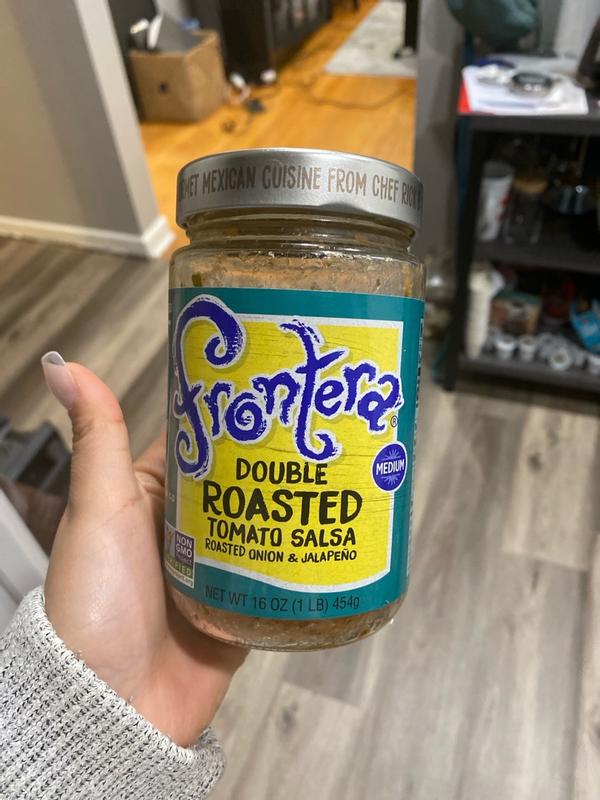 MET MEXICAN CUISINE FROM CHEF RICK
Frontera®
MEDIUM
DOUBLE
ROASTED
TOMATO SALSA
ROASTED ONION & JALAPEÑO
NON
GMO
NET WT 16 OZ (1 LB) 454g